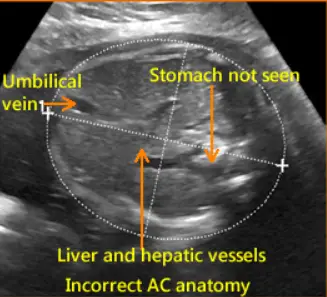 Umbilical
vein
Stomach not seen
Liver and hepatic vessels
Incorrect AC anatomy